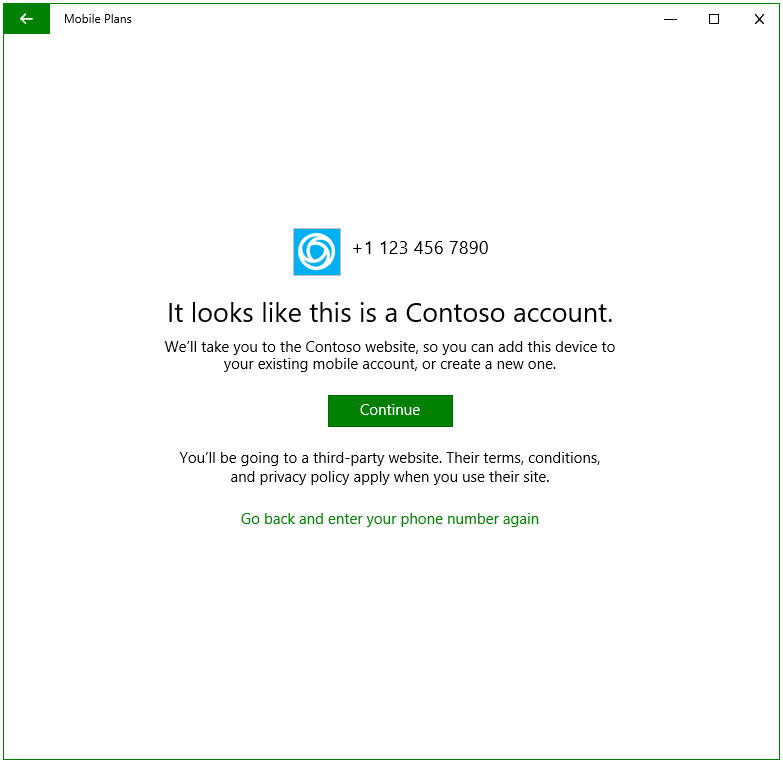 Mobile Plans
+1 123 456 7890
It looks like this is a Contoso account.
We’ll take you to the Contoso website, so you can add this device to
your existing mobile account, or create a new one.
Continue
You’ll be going to a third-party website. Their terms, conditions,
and privacy policy apply when you use their site.
Go back and enter your phone number again